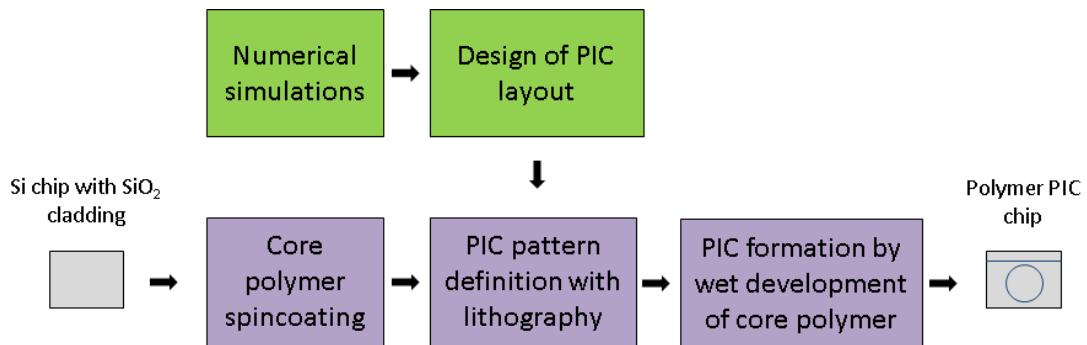 Numerical
simulations
Design of PIC
layout
Si chip with SiO₂
cladding
Core
polymer
spincoating
PIC pattern
definition with
lithography
PIC formation by
wet development
of core polymer
Polymer PIC
chip